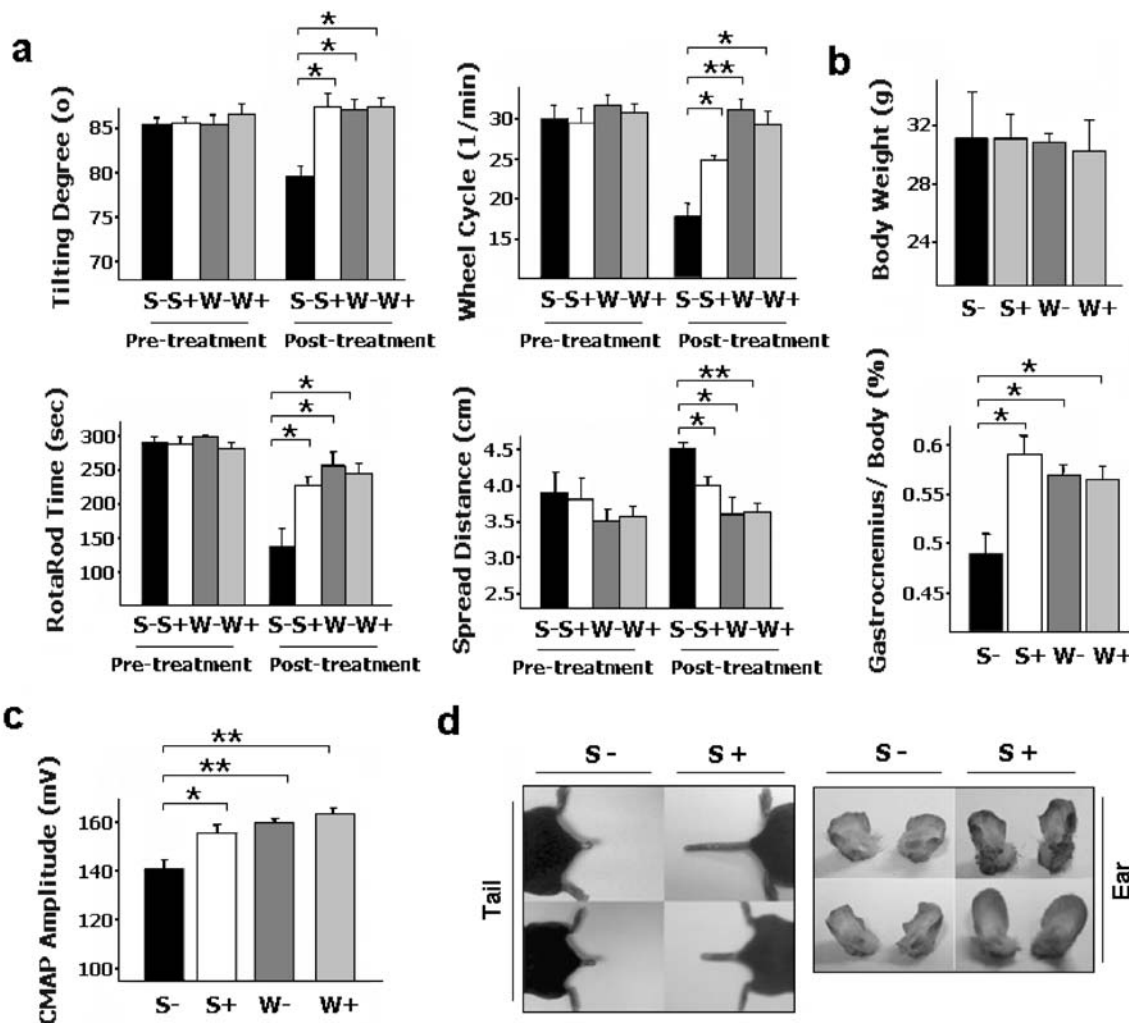 a
Tilting Degree (o)
85
80
75
70
*
*
*
S- S+ W- W+
S- S+ W- W+
Pre-treatment
Post-treatment
Wheel Cycle (1/min)
30
25
20
15
*
**
*
S- S+ W- W+
S- S+ W- W+
Pre-treatment
Post-treatment
RotaRod Time (sec)
300
250
200
150
100
*
*
*
S- S+ W- W+
S- S+ W- W+
Pre-treatment
Post-treatment
Spread Distance (cm)
4.5
4.0
3.5
3.0
2.5
**
*
*
S- S+ W- W+
S- S+ W- W+
Pre-treatment
Post-treatment
b
Body Weight (g)
32
28
24
S- S+ W- W+
Gastrocnemius/ Body (%)
0.6
0.55
0.5
0.45
*
*
*
S- S+ W- W+
c
CMAP Amplitude (mV)
160
140
120
100
**
**
*
S- S+ W- W+
d
S - S +
S - S +
Tail
Ear